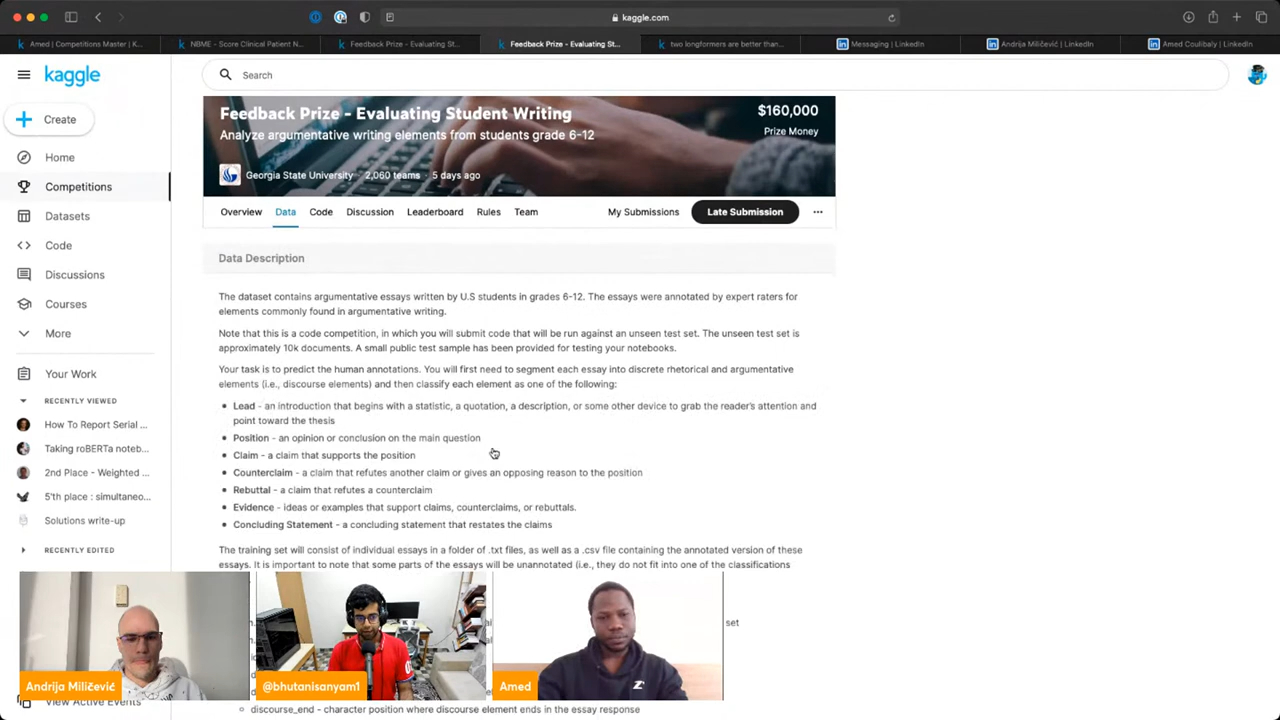 kaggle.com
Amed | Competitions Master | K...
NBME - Score Clinical Patient N...
Feedback Prize - Evaluating St...
Feedback Prize - Evaluating St...
two longformers are better than...
Messaging | LinkedIn
Andrija Miličević | LinkedIn
Amed Coulibaly | LinkedIn
kaggle
Search
Create
Home
Competitions
Datasets
Code
Discussions
Courses
More
Your Work
RECENTLY VIEWED
How To Report Serial ...
Taking roBERTa noteb...
2nd Place - Weighted ...
5'th place : simultaneo...
Solutions write-up
RECENTLY EDITED
View Active Events
Feedback Prize - Evaluating Student Writing
$160,000
Analyze argumentative writing elements from students grade 6-12
Prize Money
Georgia State University · 2,060 teams · 5 days ago
Overview
Data
Code
Discussion
Leaderboard
Rules
Team
My Submissions
Late Submission
Data Description
The dataset contains argumentative essays written by U.S students in grades 6-12. The essays were annotated by expert raters for
elements commonly found in argumentative writing.
Note that this is a code competition, in which you will submit code that will be run against an unseen test set. The unseen test set is
approximately 10k documents. A small public test sample has been provided for testing your notebooks.
Your task is to predict the human annotations. You will first need to segment each essay into discrete rhetorical and argumentative
elements (i.e., discourse elements) and then classify each element as one of the following:
• Lead - an introduction that begins with a statistic, a quotation, a description, or some other device to grab the reader's attention and
point toward the thesis
• Position - an opinion or conclusion on the main question
• Claim - a claim that supports the position
• Counterclaim - a claim that refutes another claim or gives an opposing reason to the position
• Rebuttal - a claim that refutes a counterclaim
• Evidence - ideas or examples that support claims, counterclaims, or rebuttals.
• Concluding Statement - a concluding statement that restates the claims
The training set will consist of individual essays in a folder of .txt files, as well as a .csv file containing the annotated version of these
essays. It is important to note that some parts of the essays will be unannotated (i.e., they do not fit into one of the classifications
set
discourse_end - character position where discourse element ends in the essay response
Andrija Miličević
@bhutanisanyam1
Amed